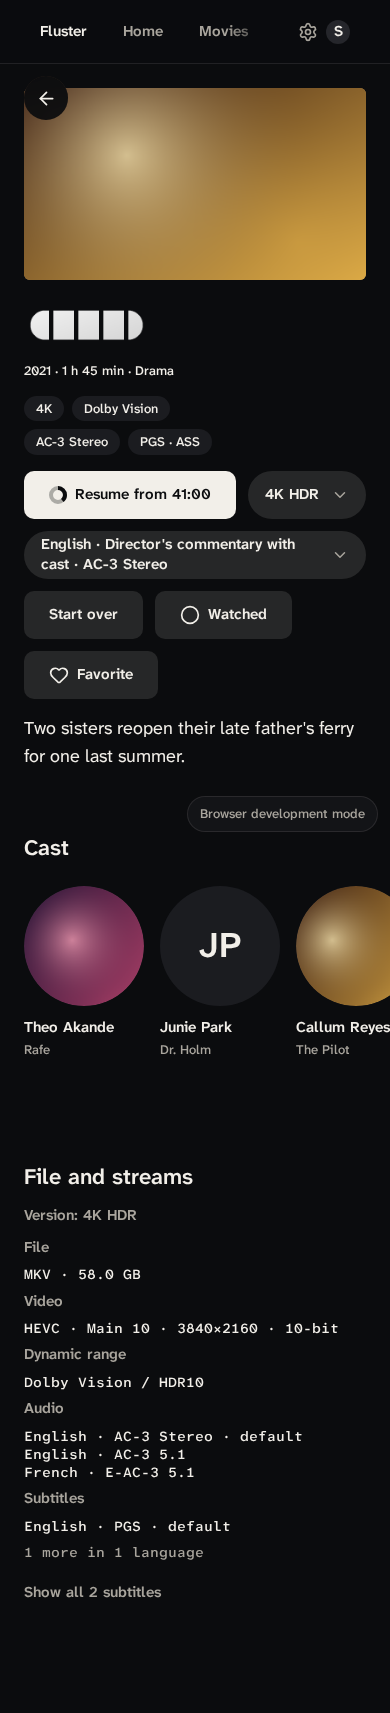 Fluster Home Movies S
2021 · 1 h 45 min · Drama
4K Dolby Vision
AC-3 Stereo PGS · ASS
Resume from 41:00 4K HDR
English · Director's commentary with
cast · AC-3 Stereo
Start over Watched
Favorite
Two sisters reopen their late father's ferry
for one last summer.
Browser development mode
Cast
JP
Theo Akande Junie Park Callum Reyes
Rafe Dr. Holm The Pilot
File and streams
Version: 4K HDR
File
MKV · 58.0 GB
Video
HEVC · Main 10 · 3840×2160 · 10-bit
Dynamic range
Dolby Vision / HDR10
Audio
English · AC-3 Stereo · default
English · AC-3 5.1
French · E-AC-3 5.1
Subtitles
English · PGS · default
1 more in 1 language
Show all 2 subtitles